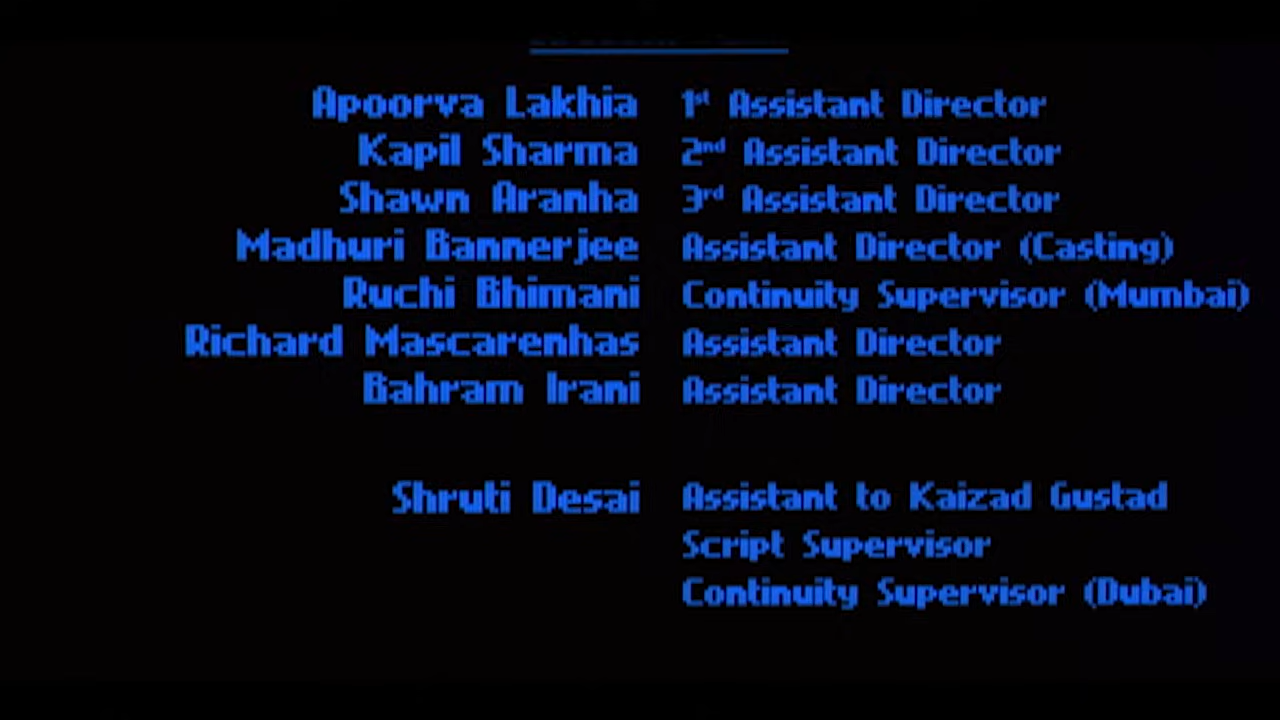 Apoorva Lakhia 1st Assistant Director
Kapil Sharma 2nd Assistant Director
Shawn Aranha 3rd Assistant Director
Madhuri Bannerjee Assistant Director (Casting)
Ruchi Bhimani Continuity Supervisor (Mumbai)
Richard Mascarenhas Assistant Director
Bahram Irani Assistant Director
Shruti Desai Assistant to Kaizad Gustad
Script Supervisor
Continuity Supervisor (Dubai)